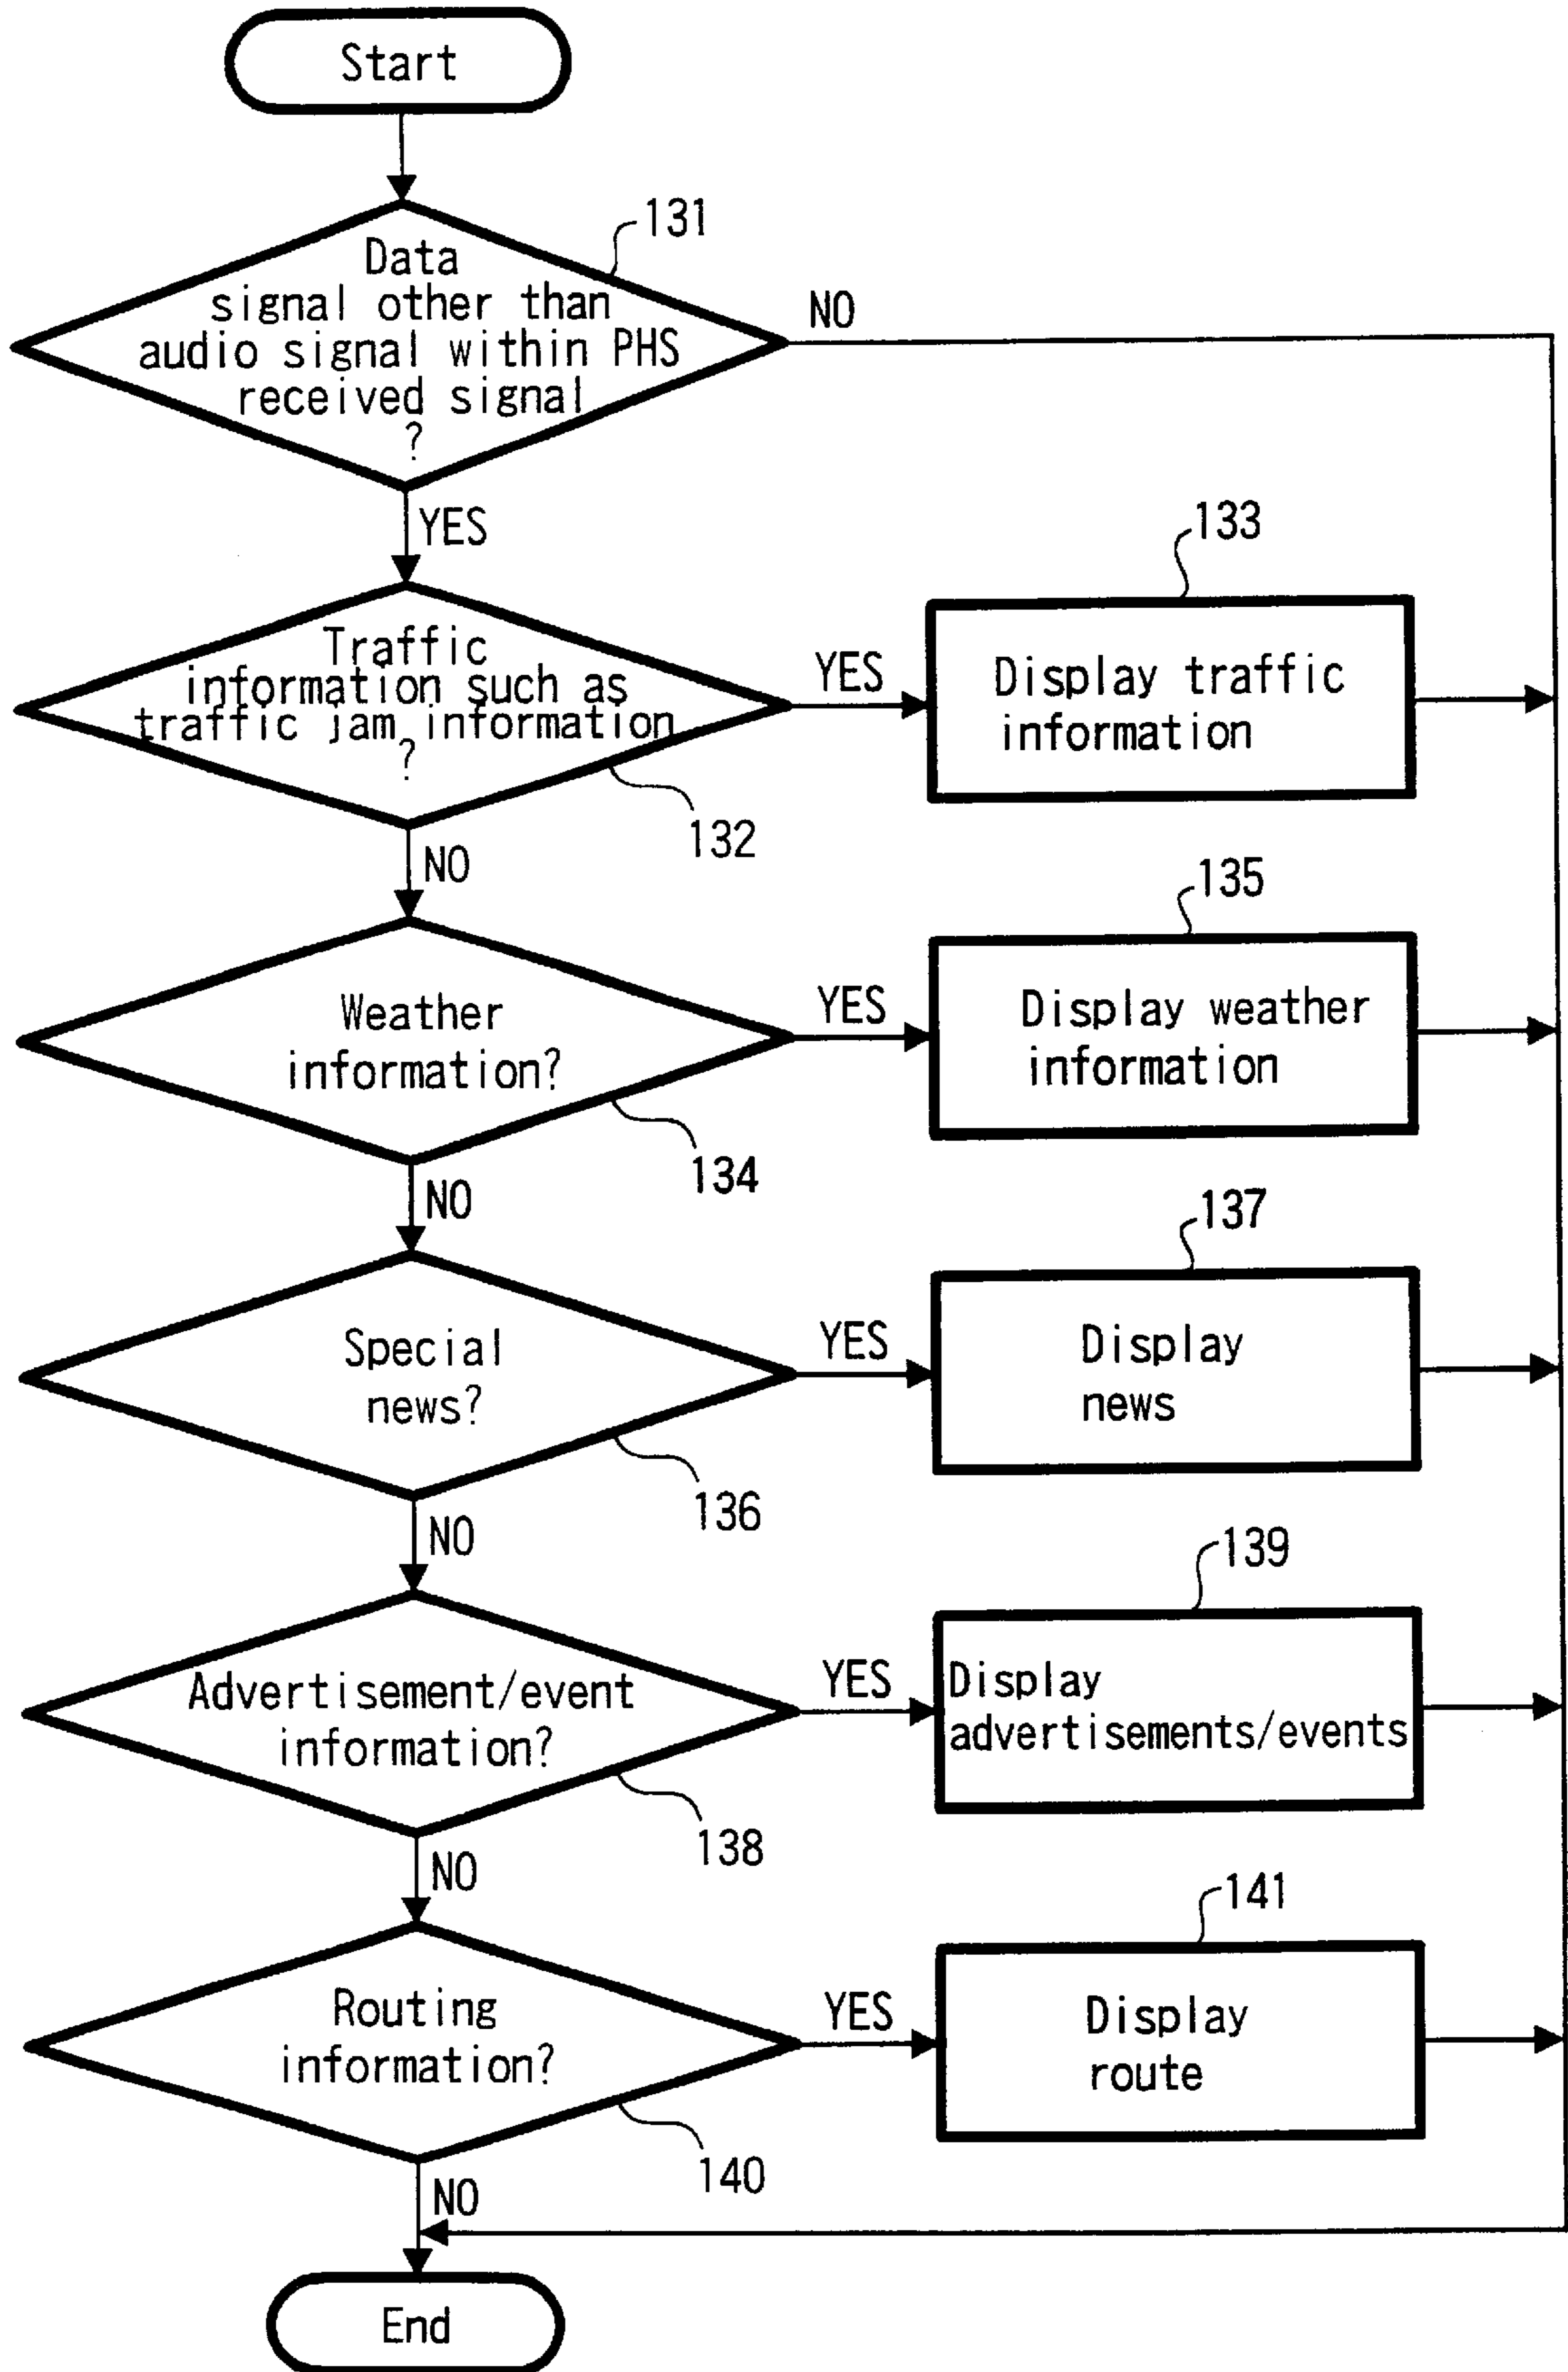 Start
131
Data
signal other than
audio signal within PHS
received signal
?
NO
YES
133
Traffic
information such as
traffic jam information
?
YES
Display traffic
information
132
NO
135
Weather
information?
YES
Display weather
information
134
NO
137
Special
news?
YES
Display
news
136
NO
139
Advertisement/event
information?
YES
Display
advertisements/events
138
NO
141
Routing
information?
YES
Display
route
140
NO
End